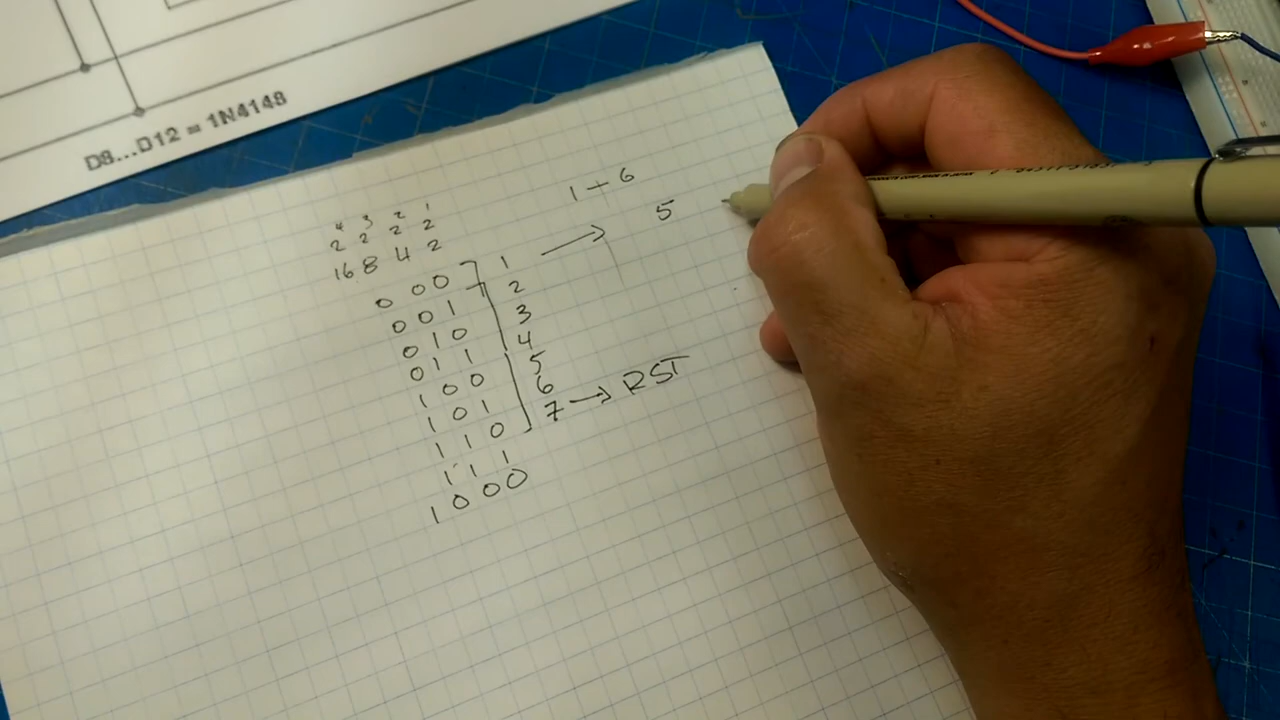 D8...D12 = 1N4148
1 + 6
5
4 3 2 1
2 2 2 2
16 8 4 2
0 0 0 1 →
0 0 1 2
0 1 0 3
0 1 1 4
1 0 0 5
1 0 1 6
1 1 0 7 → RST
1 1 1
1 0 0 0